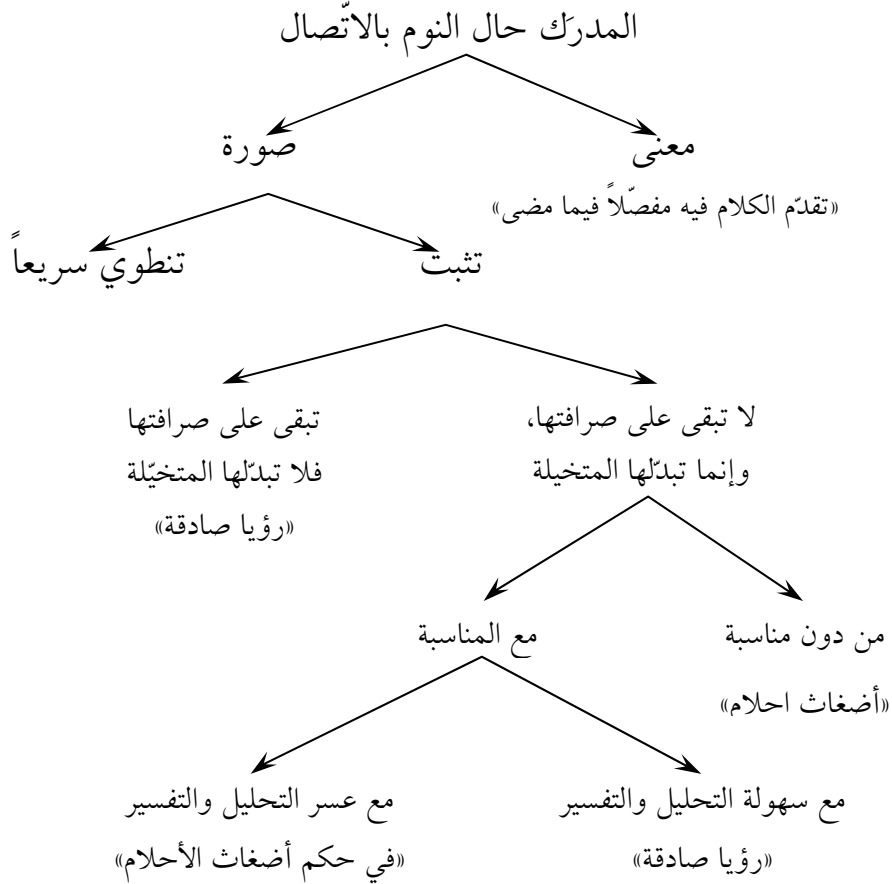 المدرَك حال النوم بالاتّصال
معنى
صورة
«تقدّم الكلام فيه مفصّلاً فيما مضى»
تثبت
تنطوي سريعاً
لا تبقى على صرافتها،
وإنما تبدّلها المتخيلة
تبقى على صرافتها
فلا تبدّلها المتخيّلة
«رؤيا صادقة»
من دون مناسبة
«أضغاث احلام»
مع المناسبة
مع سهولة التحليل والتفسير
«رؤيا صادقة»
مع عسر التحليل والتفسير
«في حكم أضغاث الأحلام»